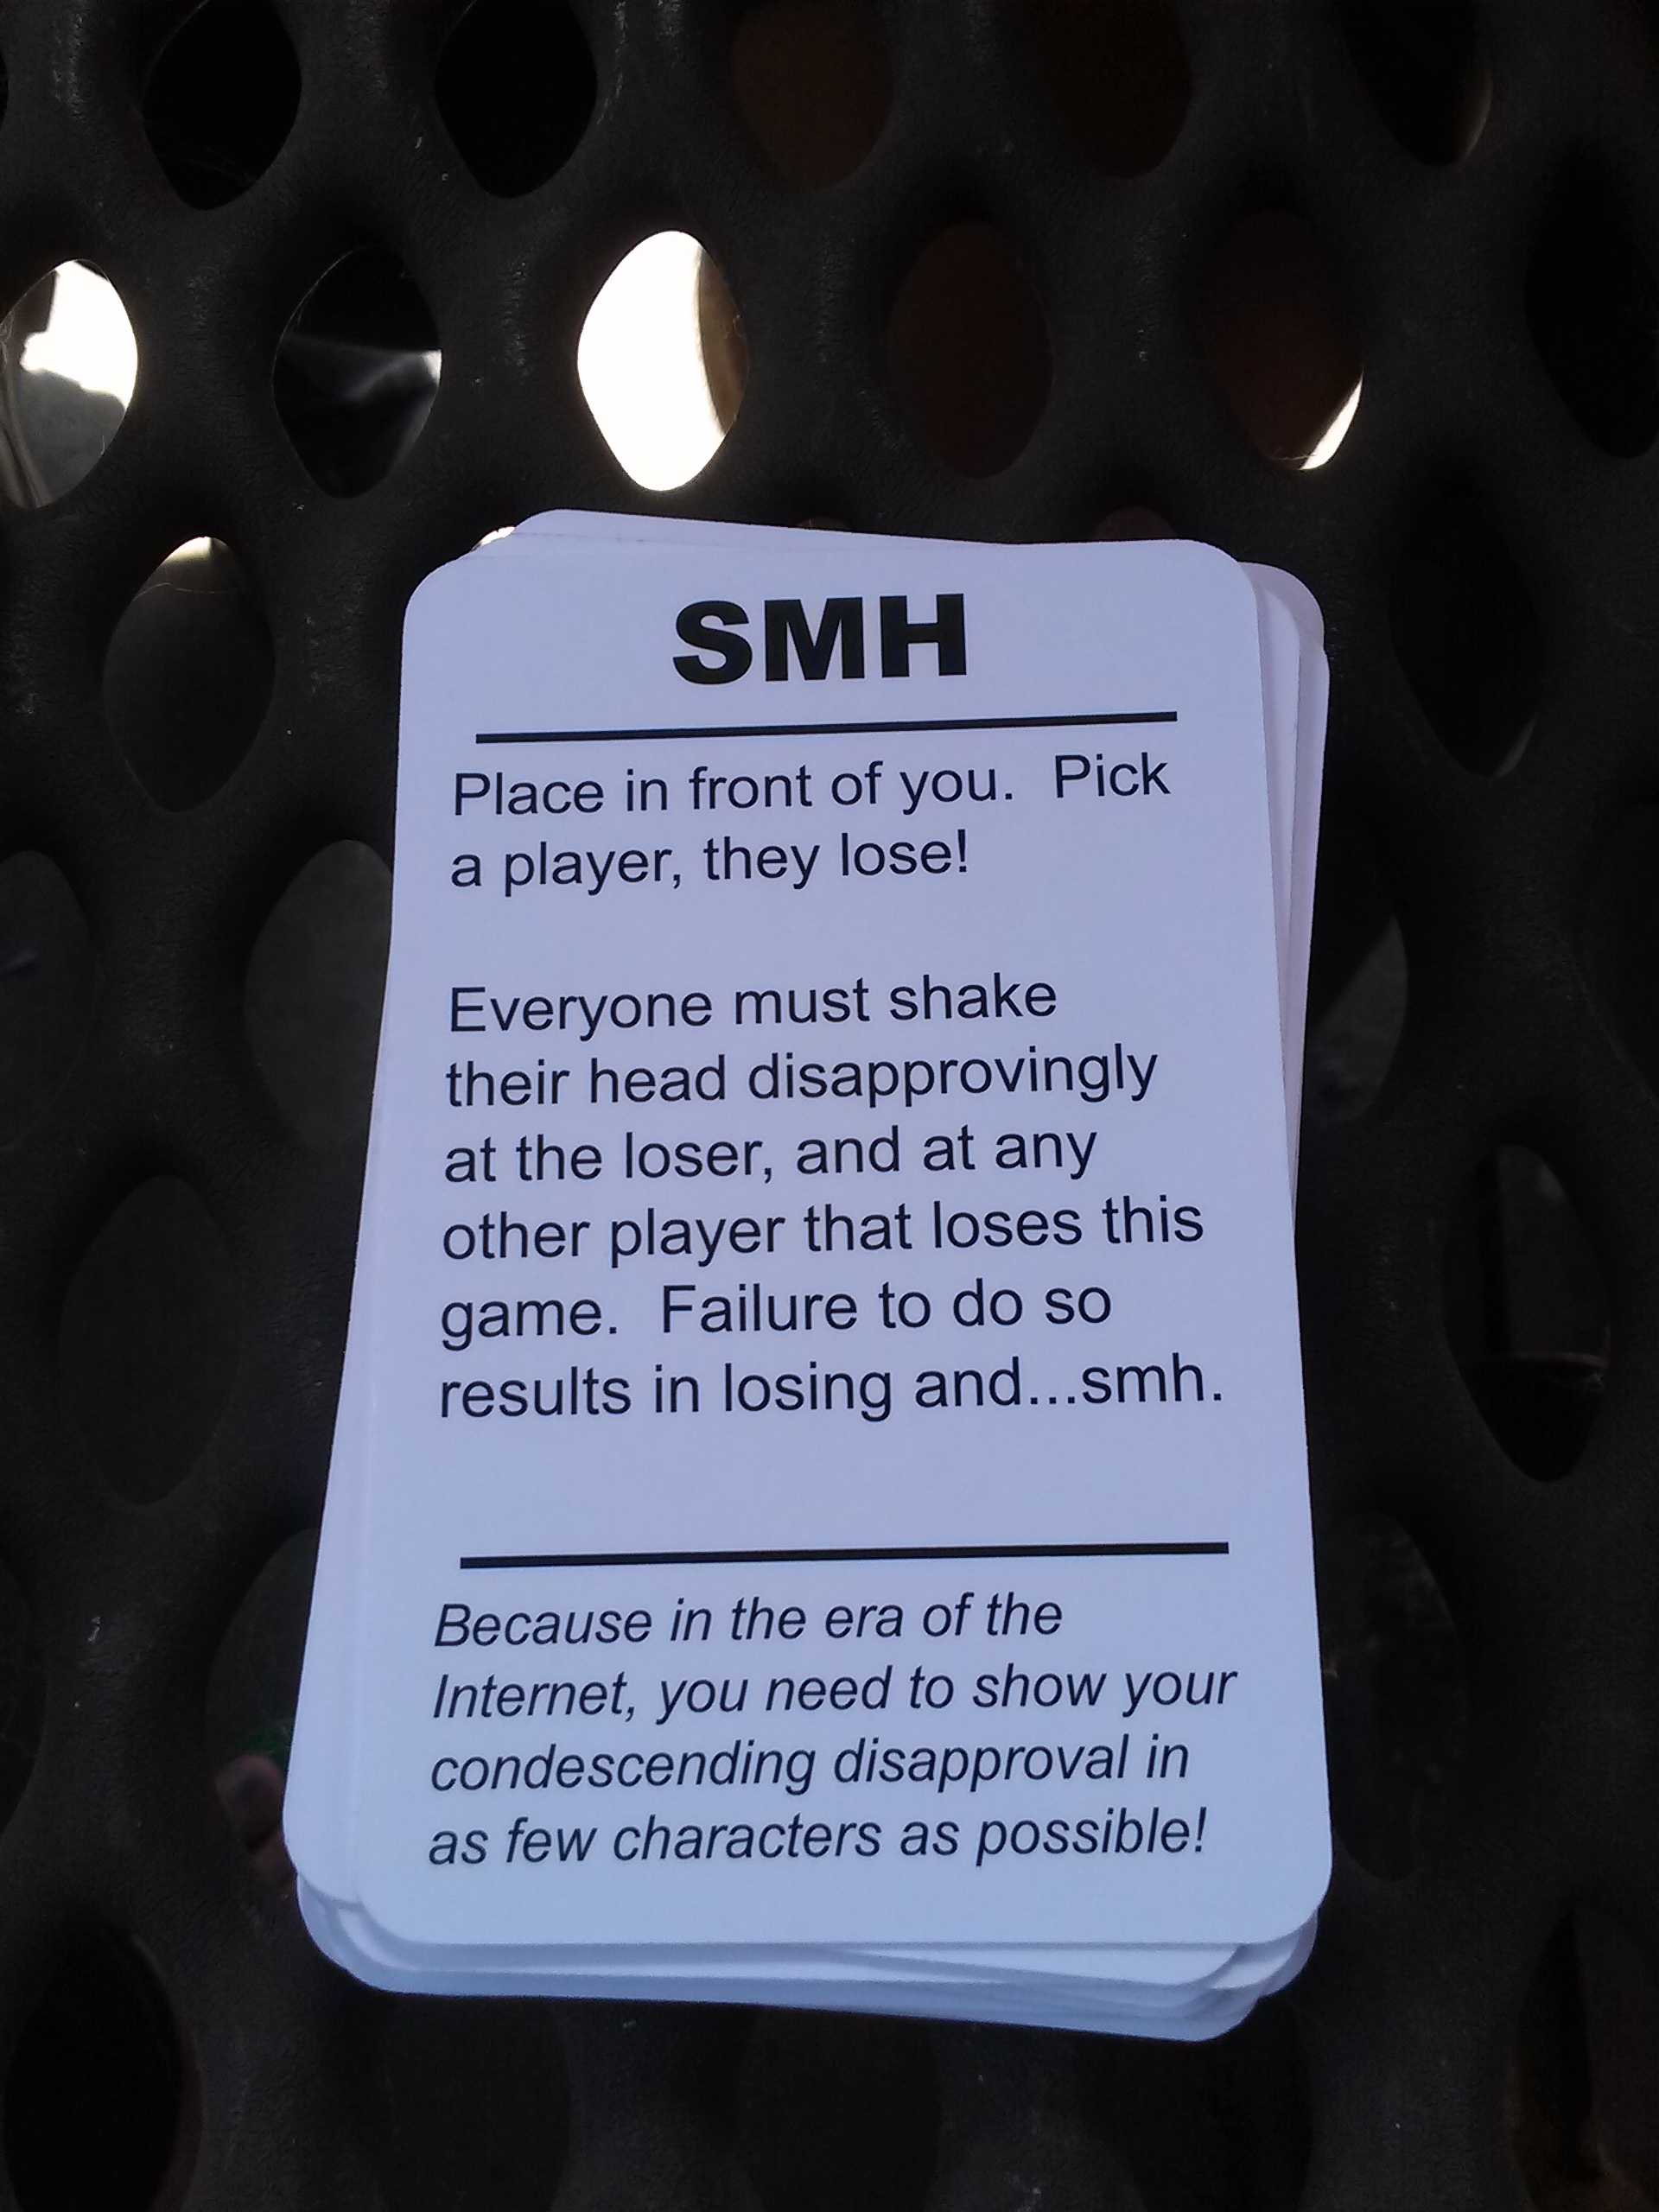 SMH
Place in front of you.  Pick
a player, they lose!
Everyone must shake
their head disapprovingly
at the loser, and at any
other player that loses this
game.  Failure to do so
results in losing and...smh.
Because in the era of the
Internet, you need to show your
condescending disapproval in
as few characters as possible!